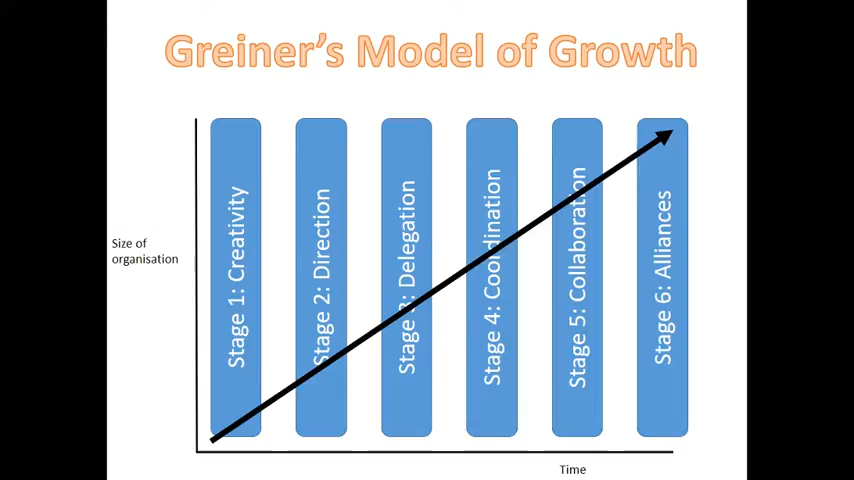 Greiner's Model of Growth
Size of
organisation
Stage 1: Creativity
Stage 2: Direction
Stage 3: Delegation
Stage 4: Coordination
Stage 5: Collaboration
Stage 6: Alliances
Time